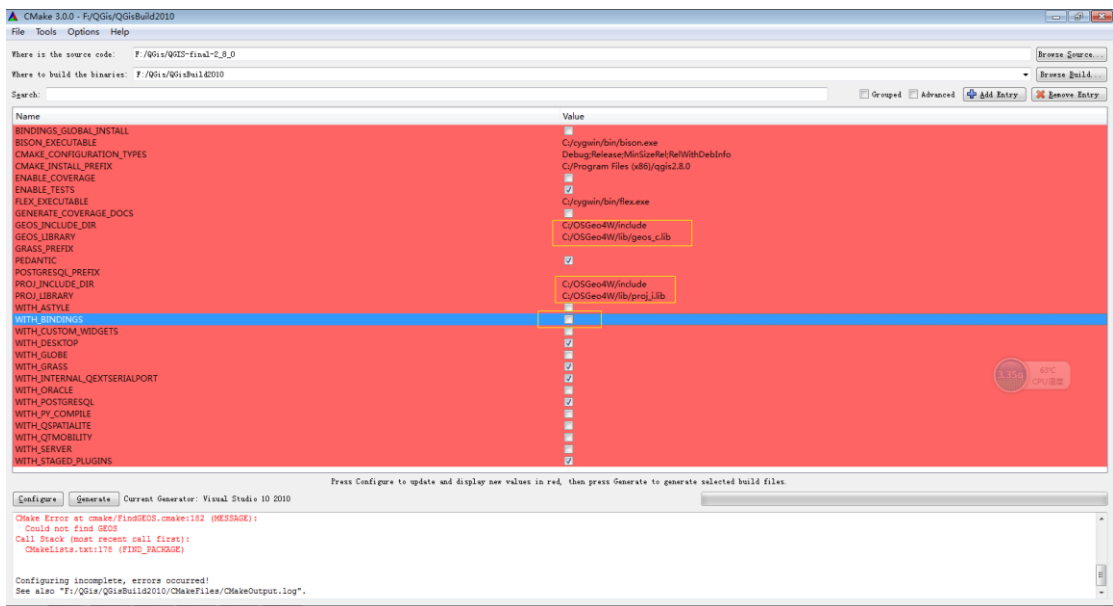 CMake 3.0.0 - F:/QGis/QGisBuild2010
File Tools Options Help
Where is the source code: F:/QGis/QGIS-final-2_8_0 Browse Source...
Where to build the binaries: F:/QGis/QGisBuild2010 Browse Build...
Search: Grouped Advanced Add Entry Remove Entry
Name Value
BINDINGS_GLOBAL_INSTALL
BISON_EXECUTABLE C:/cygwin/bin/bison.exe
CMAKE_CONFIGURATION_TYPES Debug;Release;MinSizeRel;RelWithDebInfo
CMAKE_INSTALL_PREFIX C:/Program Files (x86)/qgis2.8.0
ENABLE_COVERAGE
ENABLE_TESTS
FLEX_EXECUTABLE C:/cygwin/bin/flex.exe
GENERATE_COVERAGE_DOCS
GEOS_INCLUDE_DIR C:/OSGeo4W/include
GEOS_LIBRARY C:/OSGeo4W/lib/geos_c.lib
GRASS_PREFIX
PEDANTIC
POSTGRESQL_PREFIX
PROJ_INCLUDE_DIR C:/OSGeo4W/include
PROJ_LIBRARY C:/OSGeo4W/lib/proj_i.lib
WITH_ASTYLE
WITH_BINDINGS
WITH_CUSTOM_WIDGETS
WITH_DESKTOP
WITH_GLOBE
WITH_GRASS
WITH_INTERNAL_QEXTSERIALPORT
WITH_ORACLE
WITH_POSTGRESQL
WITH_PY_COMPILE
WITH_QSPATIALITE
WITH_QTMOBILITY
WITH_SERVER
WITH_STAGED_PLUGINS
63℃
CPU温度
Press Configure to update and display new values in red, then press Generate to generate selected build files.
Configure Generate Current Generator: Visual Studio 10 2010
CMake Error at cmake/FindGEOS.cmake:182 (MESSAGE):
Could not find GEOS
Call Stack (most recent call first):
CMakeLists.txt:178 (FIND_PACKAGE)
Configuring incomplete, errors occurred!
See also "F:/QGis/QGisBuild2010/CMakeFiles/CMakeOutput.log".